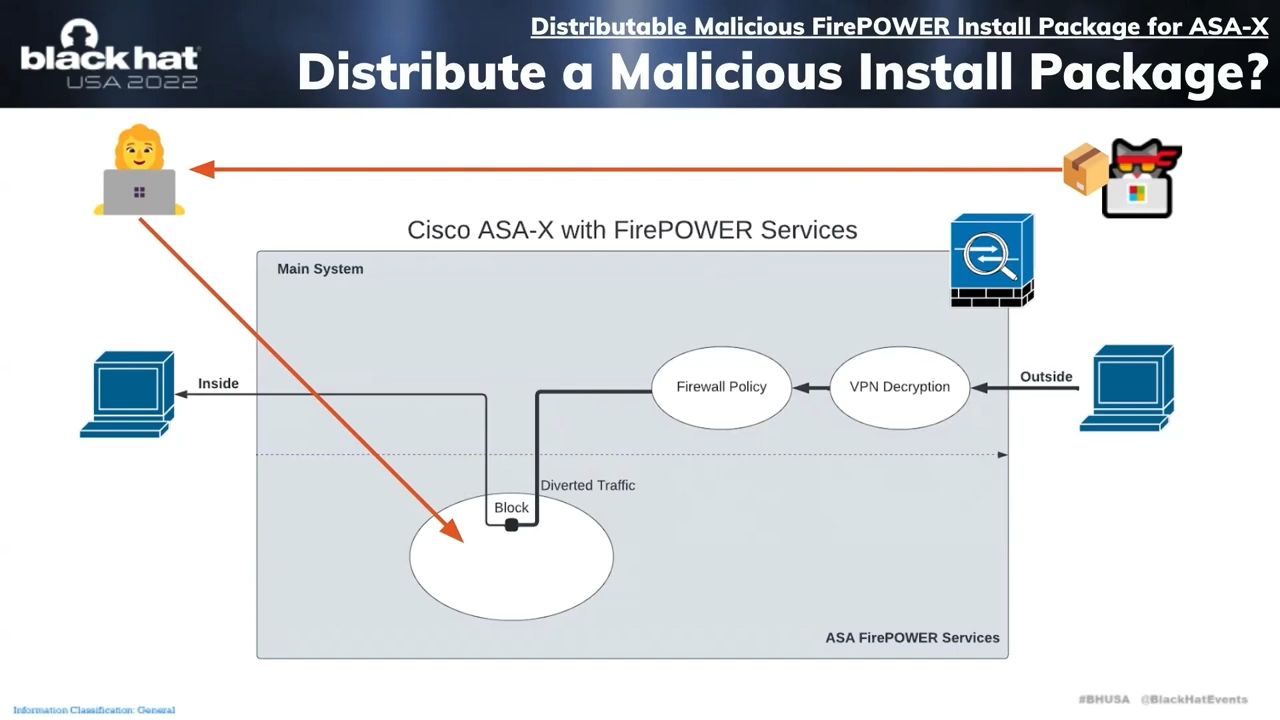 Distributable Malicious FirePOWER Install Package for ASA-X
black hat
USA 2022
Distribute a Malicious Install Package?
Cisco ASA-X with FirePOWER Services
Main System
Inside
Firewall Policy
VPN Decryption
Outside
Diverted Traffic
Block
ASA FirePOWER Services
#BHUSA @BlackHatEvents
Information Classification: General